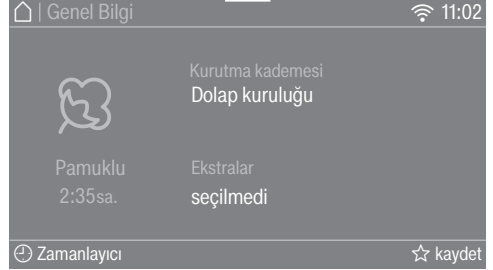 | Genel Bilgi 11:02
Kurutma kademesi
Dolap kuruluğu
Pamuklu
2:35sa.
Ekstralar
seçilmedi
Zamanlayıcı kaydet